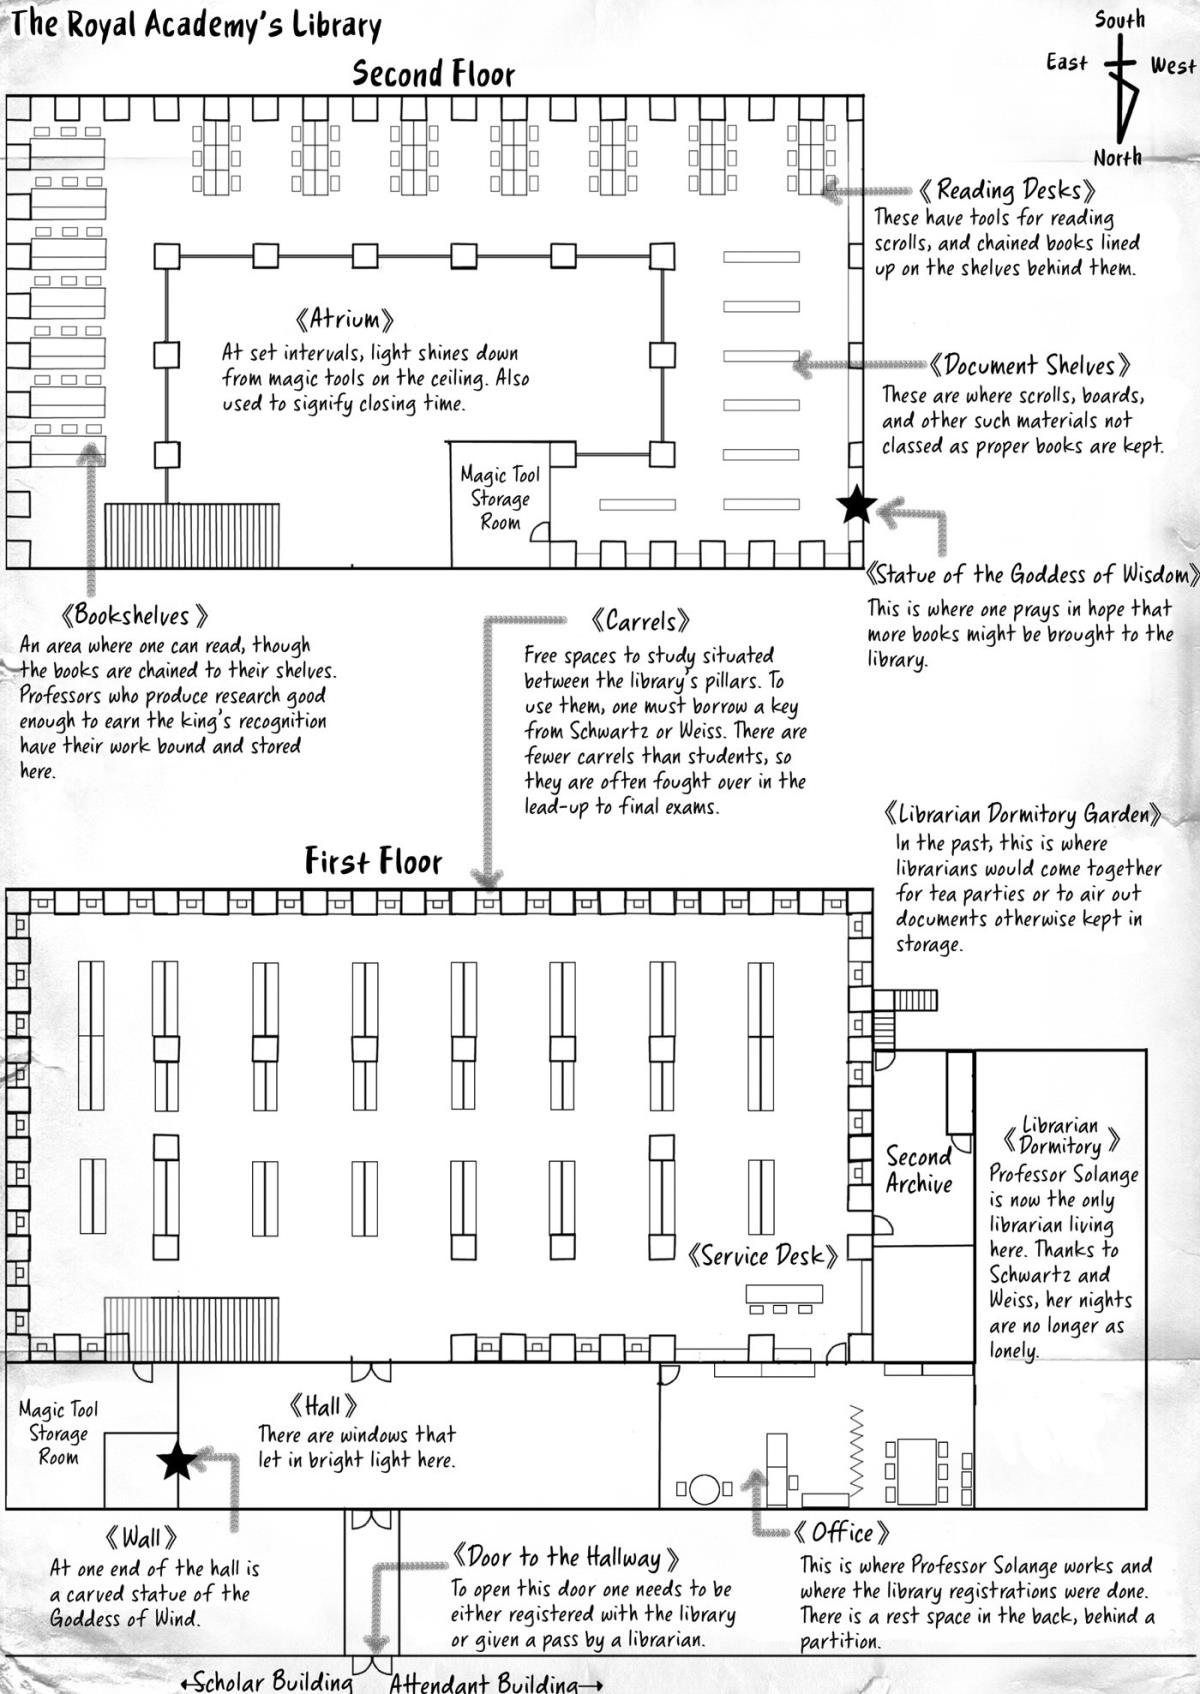 The Royal Academy's Library
South
East
West
North
Second Floor
《Reading Desks》
These have tools for reading
scrolls, and chained books lined
up on the shelves behind them.
《Atrium》
At set intervals, light shines down
from magic tools on the ceiling. Also
used to signify closing time.
《Document Shelves》
These are where scrolls, boards,
and other such materials not
classed as proper books are kept.
Magic Tool
Storage
Room
《Statue of the Goddess of Wisdom》
This is where one prays in hope that
more books might be brought to the
library.
《Bookshelves》
An area where one can read, though
the books are chained to their shelves.
Professors who produce research good
enough to earn the king's recognition
have their work bound and stored
here.
《Carrels》
Free spaces to study situated
between the library's pillars. To
use them, one must borrow a key
from Schwartz or Weiss. There are
fewer carrels than students, so
they are often fought over in the
lead-up to final exams.
《Librarian Dormitory Garden》
In the past, this is where
librarians would come together
for tea parties or to air out
documents otherwise kept in
storage.
First Floor
Second
Archive
《Librarian
Dormitory》
Professor Solange
is now the only
librarian living
here. Thanks to
Schwartz and
Weiss, her nights
are no longer as
lonely.
《Service Desk》
Magic Tool
Storage
Room
《Hall》
There are windows that
let in bright light here.
《Wall》
At one end of the hall is
a carved statue of the
Goddess of Wind.
《Door to the Hallway》
To open this door one needs to be
either registered with the library
or given a pass by a librarian.
《Office》
This is where Professor Solange works and
where the library registrations were done.
There is a rest space in the back, behind a
partition.
←Scholar Building
Attendant Building→